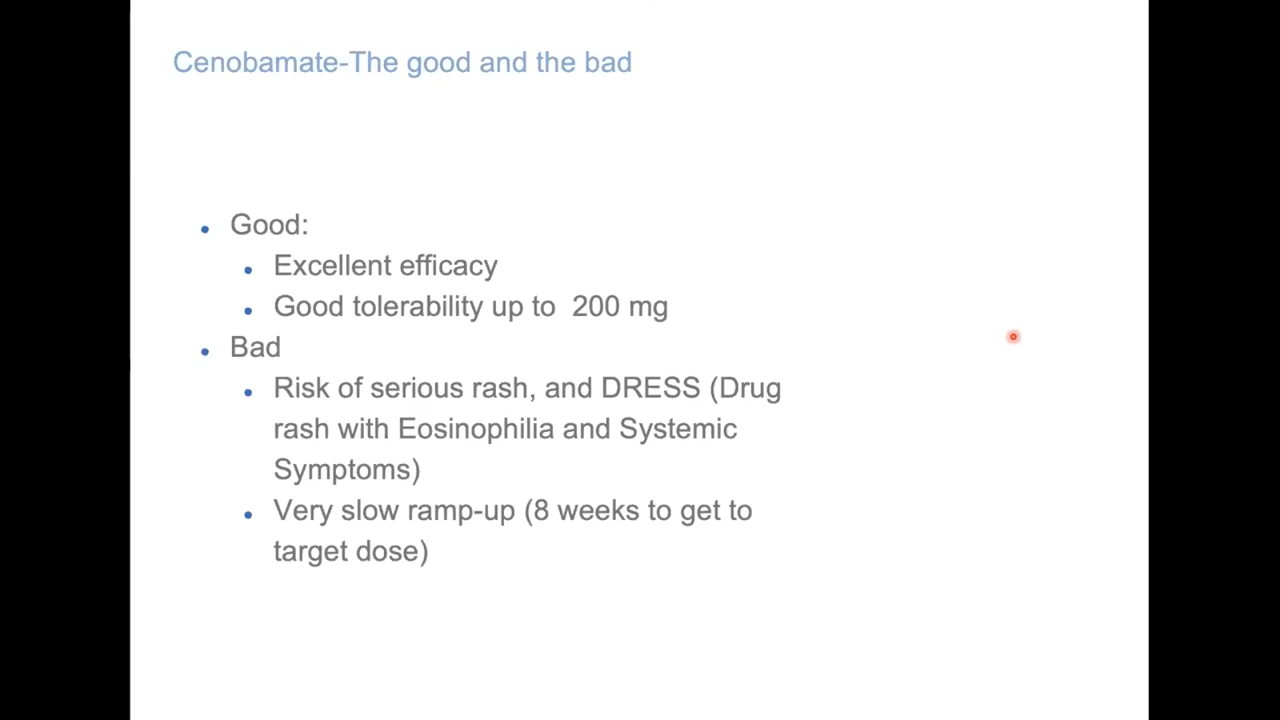 Cenobamate-The good and the bad
• Good:
• Excellent efficacy
• Good tolerability up to  200 mg
• Bad
• Risk of serious rash, and DRESS (Drug
rash with Eosinophilia and Systemic
Symptoms)
• Very slow ramp-up (8 weeks to get to
target dose)